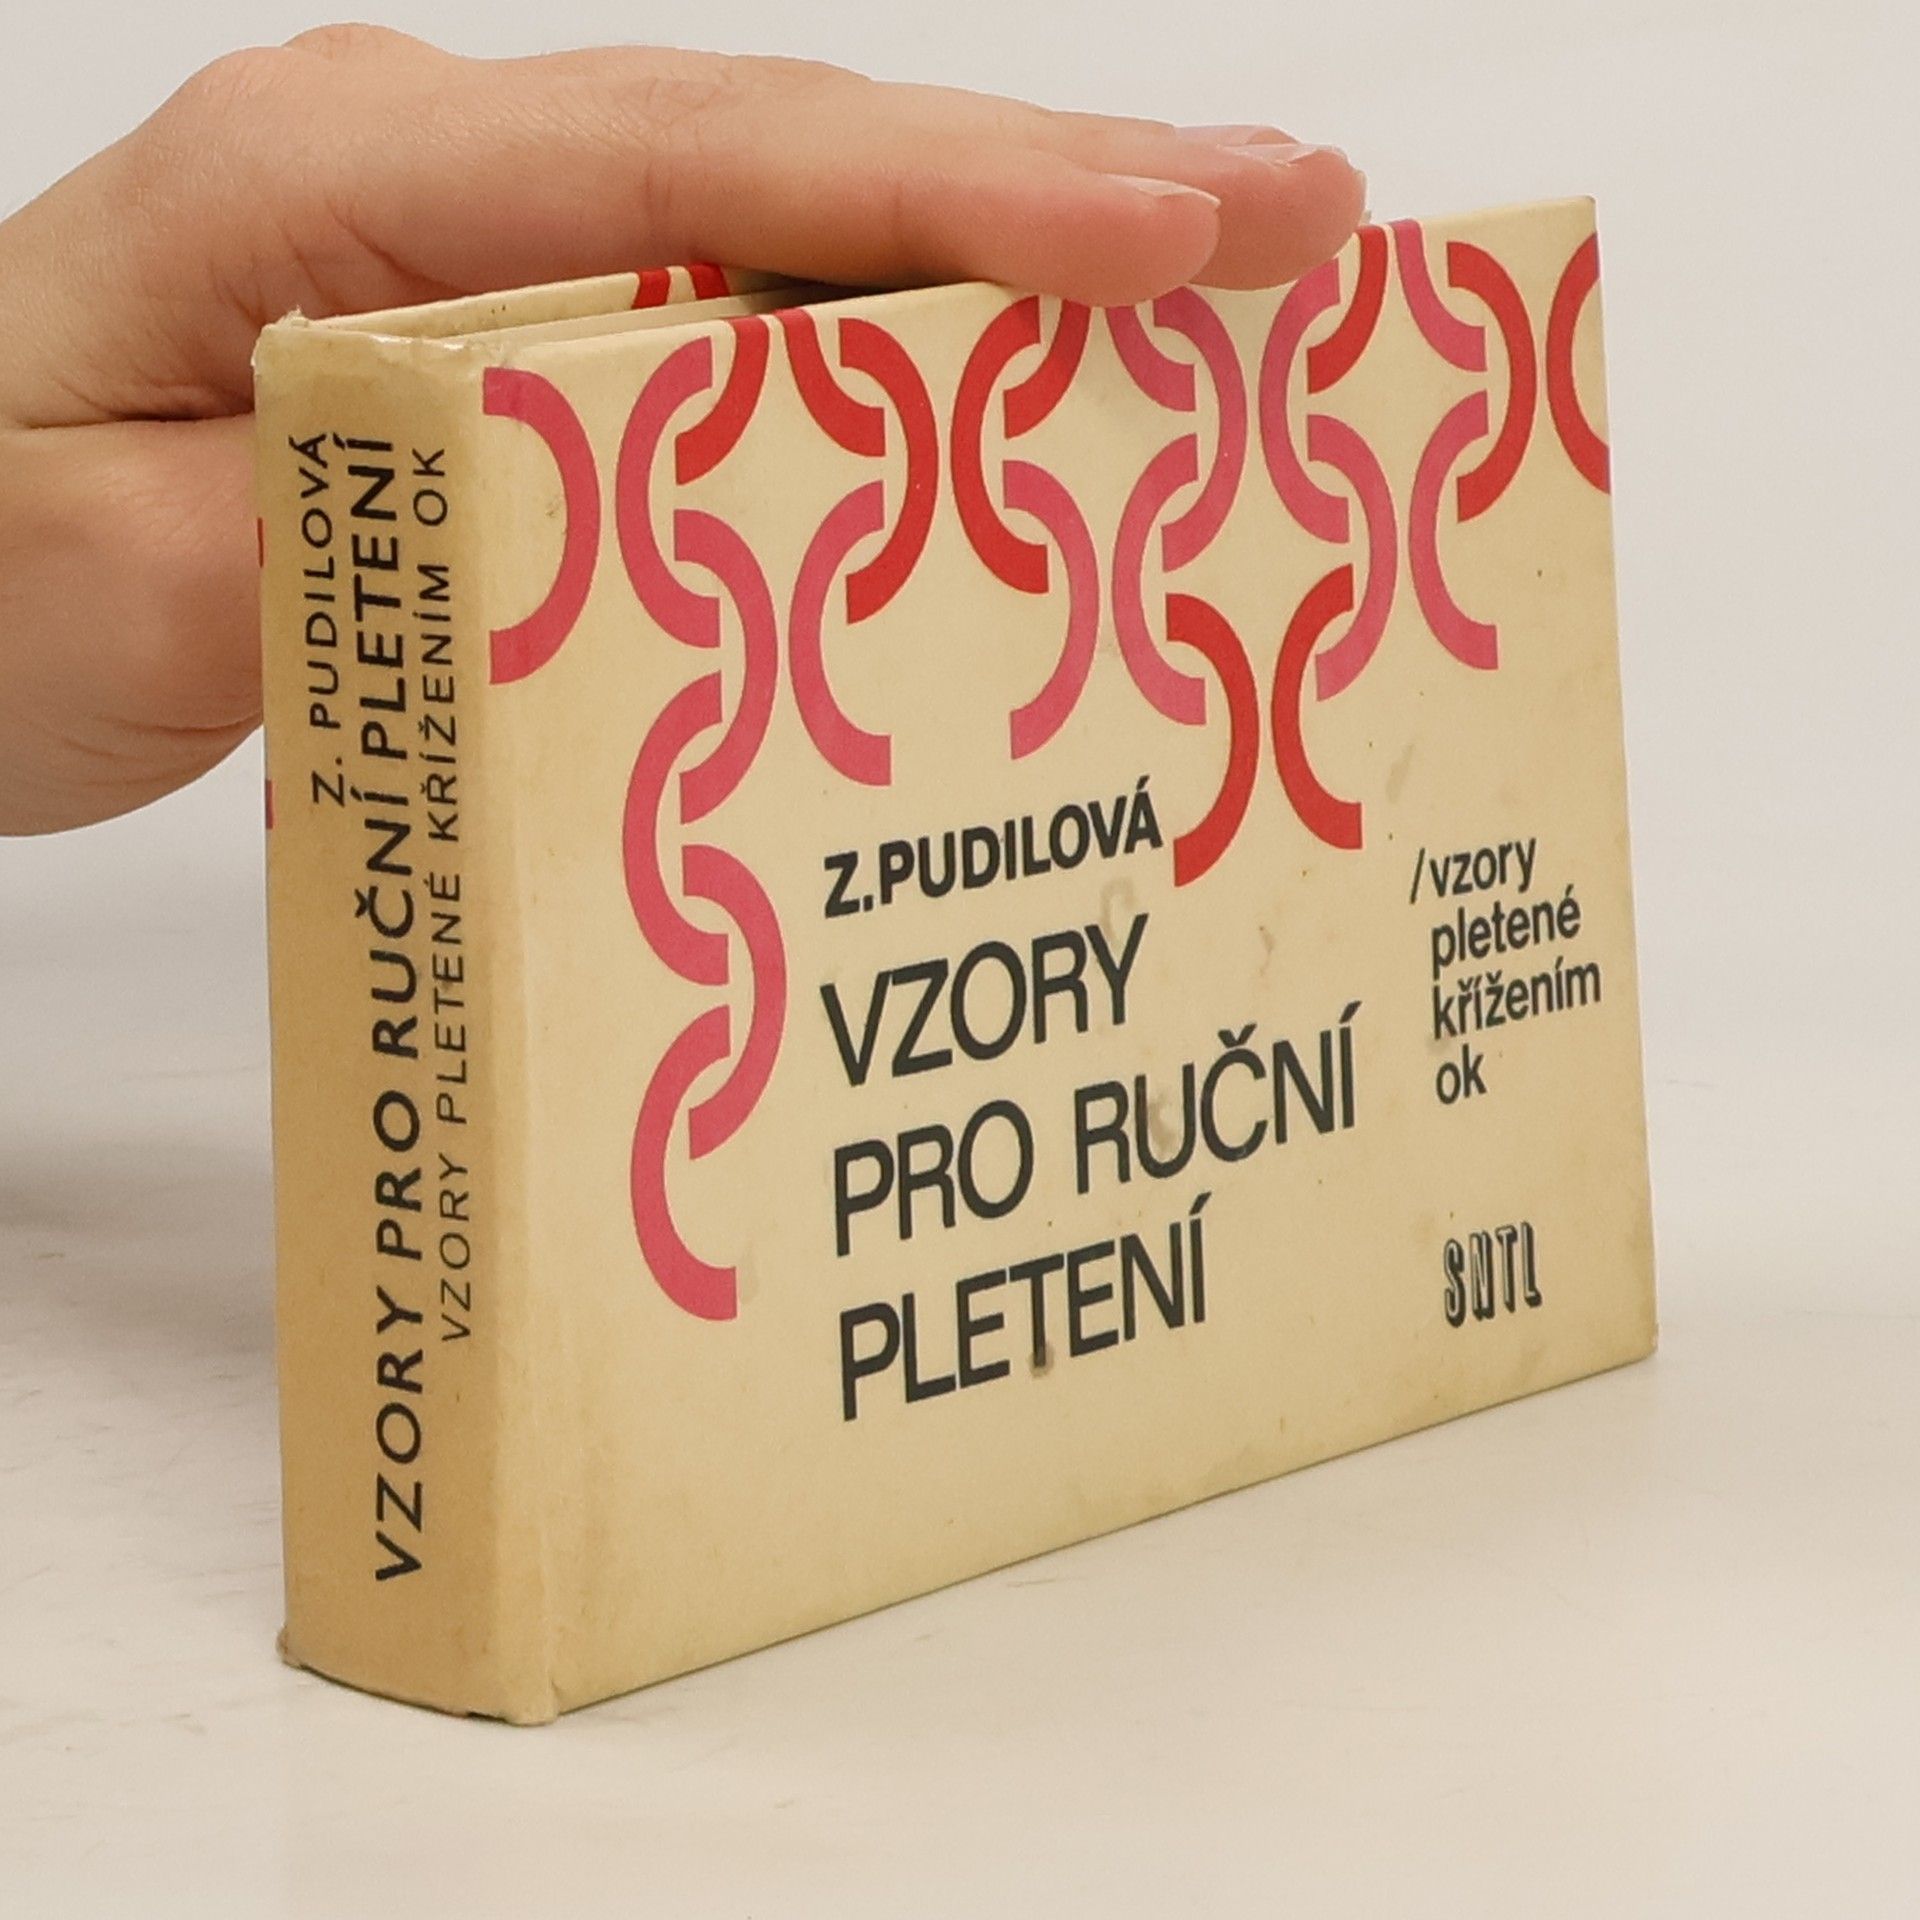 Z. PUDILOVÁ
VZORY PRO RUČNÍ PLETENÍ
VZORY PLETENÉ KŘÍŽENÍM OK
Z.PUDILOVÁ
VZORY
PRO RUČNÍ
PLETENÍ
/vzory
pletené
křížením
ok
SNTL